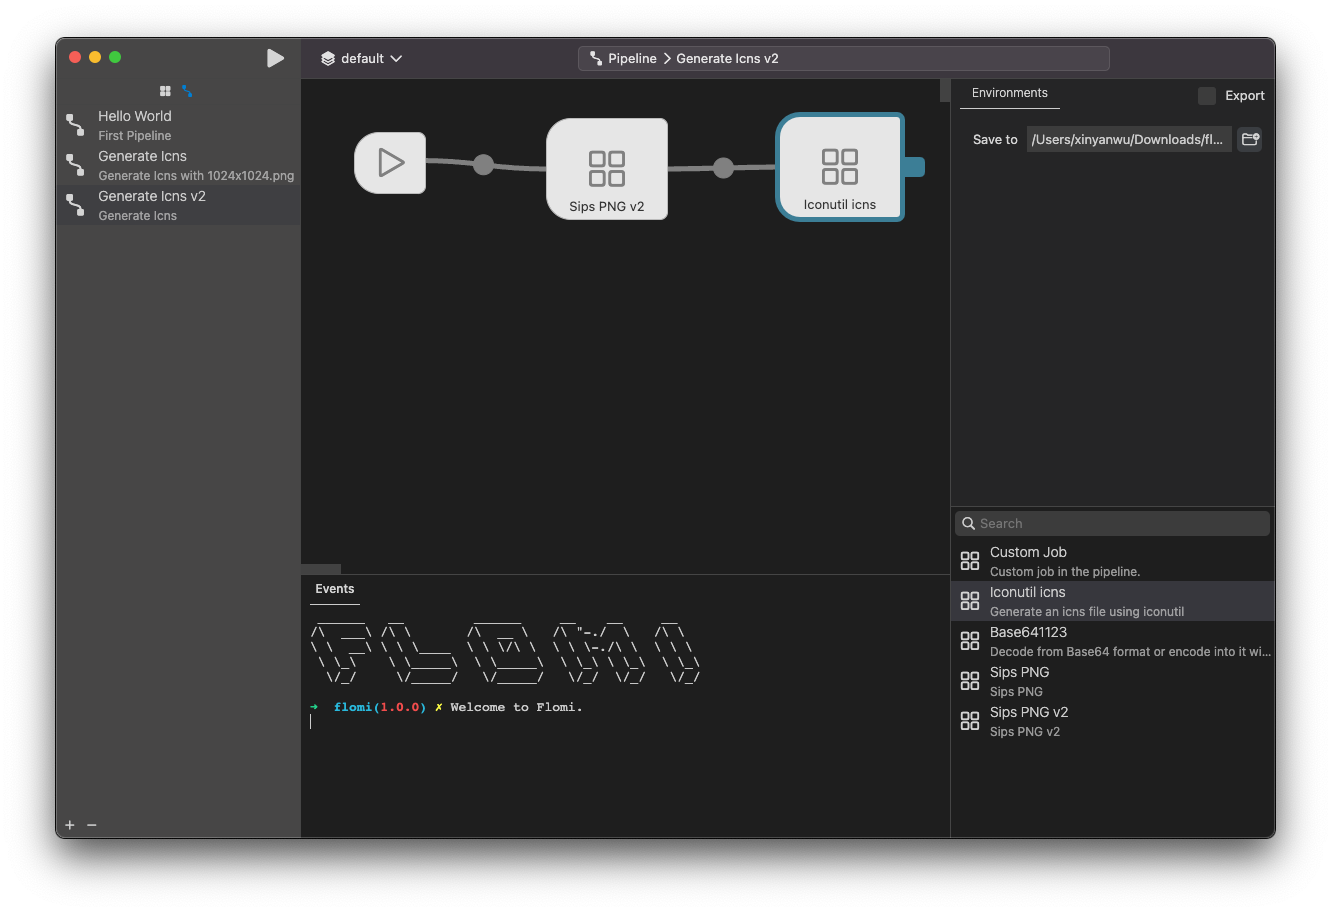 default
Pipeline > Generate Icns v2
Hello World
First Pipeline
Generate Icns
Generate Icns with 1024x1024.png
Generate Icns v2
Generate Icns
Sips PNG v2
Iconutil icns
Environments
Export
Save to
/Users/xinyanwu/Downloads/fl...
Search
Custom Job
Custom job in the pipeline.
Iconutil icns
Generate an icns file using iconutil
Base641123
Decode from Base64 format or encode into it wi...
Sips PNG
Sips PNG
Sips PNG v2
Sips PNG v2
Events
FLOMI
➜ flomi(1.0.0) ✗ Welcome to Flomi.
+ −